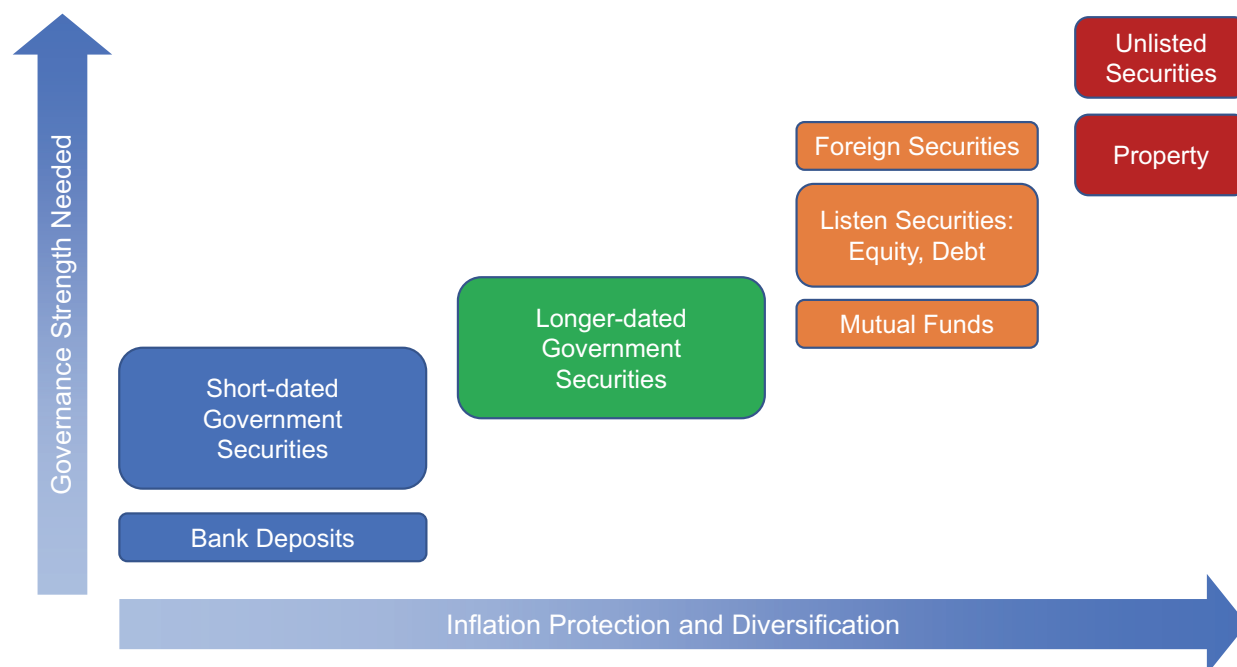 Governance Strength Needed
Unlisted
Securities
Foreign Securities
Property
Listen Securities:
Equity, Debt
Mutual Funds
Longer-dated
Government
Securities
Short-dated
Government
Securities
Bank Deposits
Inflation Protection and Diversification